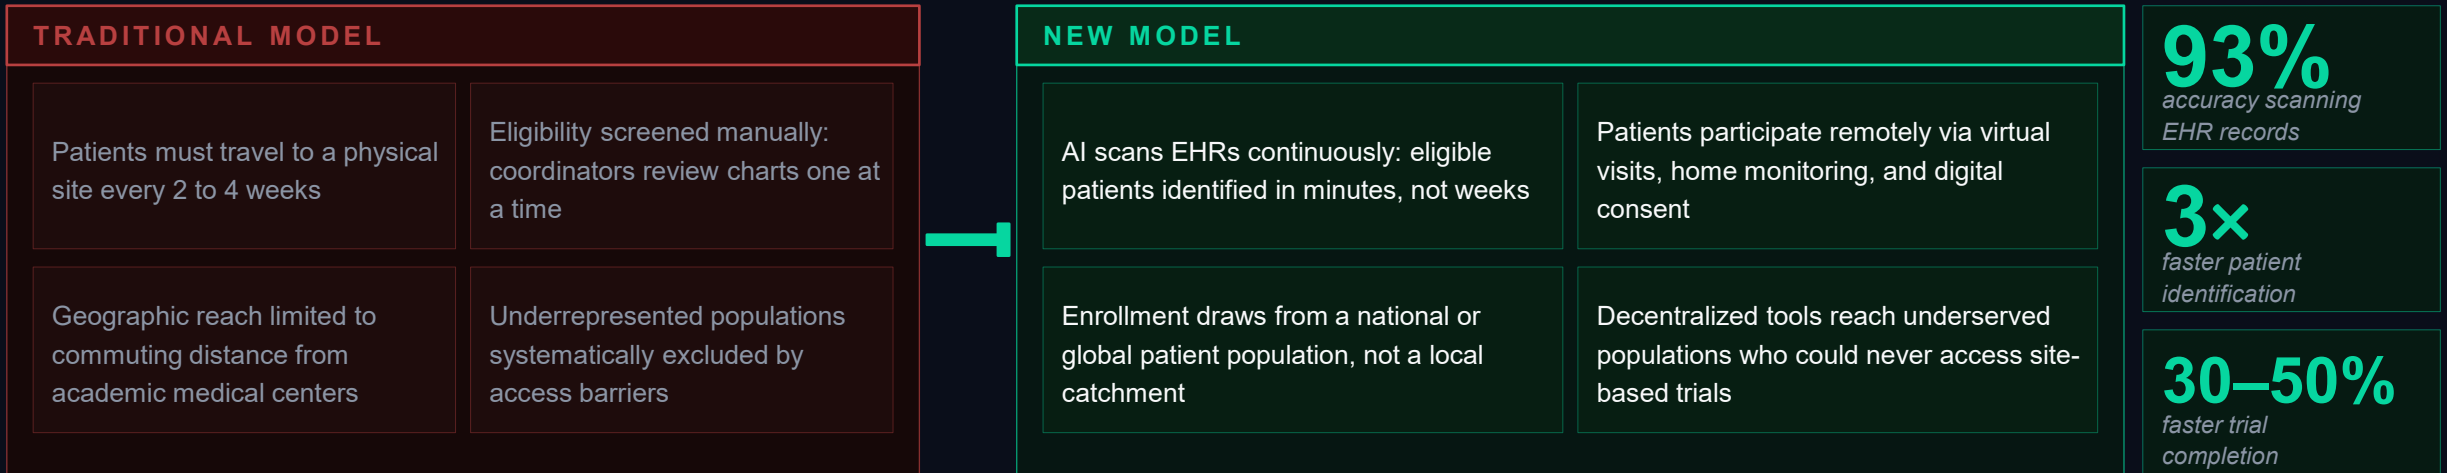 TRADITIONAL MODEL
Patients must travel to a physical
site every 2 to 4 weeks
Eligibility screened manually:
coordinators review charts one at
a time
Geographic reach limited to
commuting distance from
academic medical centers
Underrepresented populations
systematically excluded by
access barriers
NEW MODEL
AI scans EHRs continuously: eligible
patients identified in minutes, not weeks
Patients participate remotely via virtual
visits, home monitoring, and digital
consent
Enrollment draws from a national or
global patient population, not a local
catchment
Decentralized tools reach underserved
populations who could never access site-
based trials
93%
accuracy scanning
EHR records
3×
faster patient
identification
30–50%
faster trial
completion